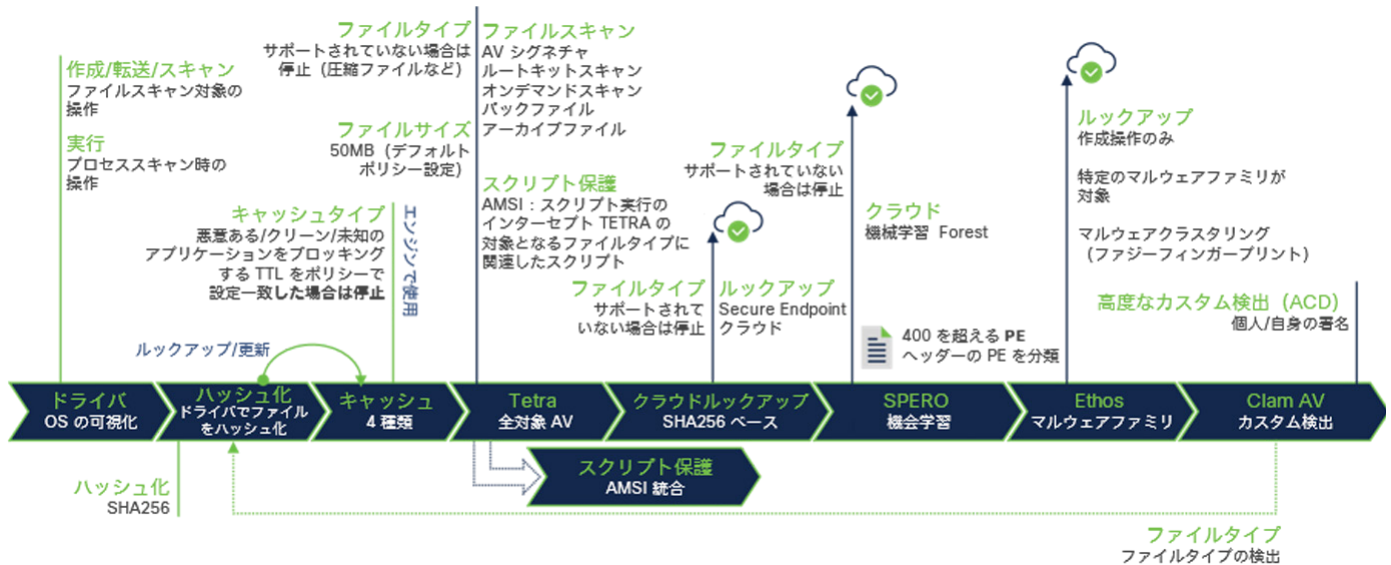 作成/転送/スキャン
ファイルスキャン対象の
操作
実行
プロセススキャン時の
操作
ファイルタイプ
サポートされていない場合は
停止（圧縮ファイルなど）
ファイルサイズ
50MB（デフォルト
ポリシー設定）
キャッシュタイプ
悪意ある/クリーン/未知の
アプリケーションをブロッキング
する TTL をポリシーで
設定一致した場合は停止
エンジンで使用
ルックアップ/更新
ファイルスキャン
AV シグネチャ
ルートキットスキャン
オンデマンドスキャン
パックファイル
アーカイブファイル
スクリプト保護
AMSI：スクリプト実行の
インターセプト TETRA の
対象となるファイルタイプに
関連したスクリプト
ファイルタイプ
サポートされて
いない場合は停止
ルックアップ
Secure Endpoint
クラウド
ファイルタイプ
サポートされていない
場合は停止
クラウド
機械学習 Forest
400 を超える PE
ヘッダーの PE を分類
ルックアップ
作成操作のみ
特定のマルウェアファミリが
対象
マルウェアクラスタリング
（ファジーフィンガープリント）
高度なカスタム検出（ACD）
個人/自身の署名
ドライバ
OS の可視化
ハッシュ化
ドライバでファイル
をハッシュ化
キャッシュ
4 種類
Tetra
全対象 AV
クラウドルックアップ
SHA256 ベース
SPERO
機会学習
Ethos
マルウェアファミリ
Clam AV
カスタム検出
スクリプト保護
AMSI 統合
ハッシュ化
SHA256
ファイルタイプ
ファイルタイプの検出